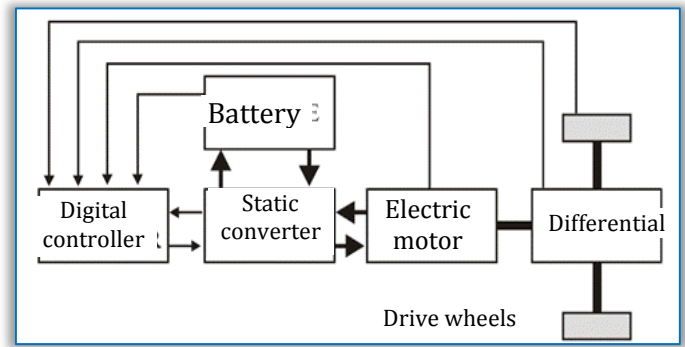 Battery
Digital
controller
Static
converter
Electric
motor
Differential
Drive wheels